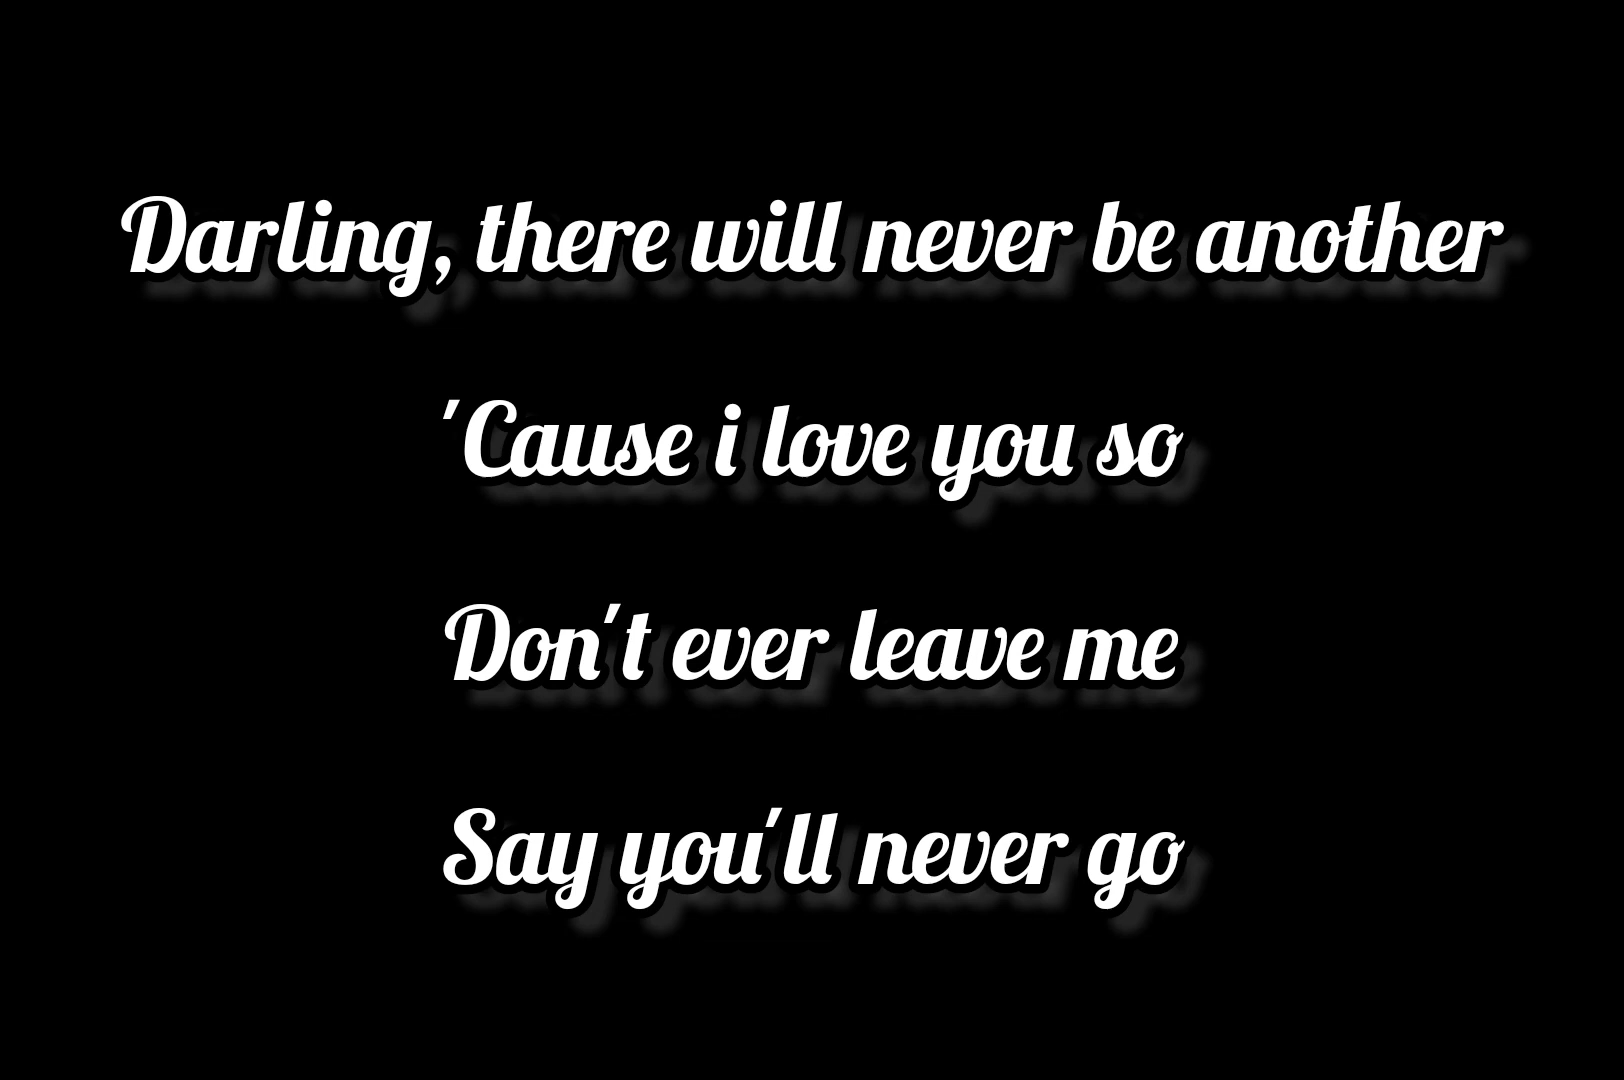 Darling, there will never be another
'Cause i love you so
Don't ever leave me
Say you'll never go